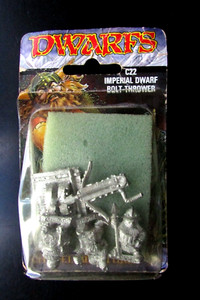 DWARFS
C22
IMPERIAL DWARF
BOLT THROWER